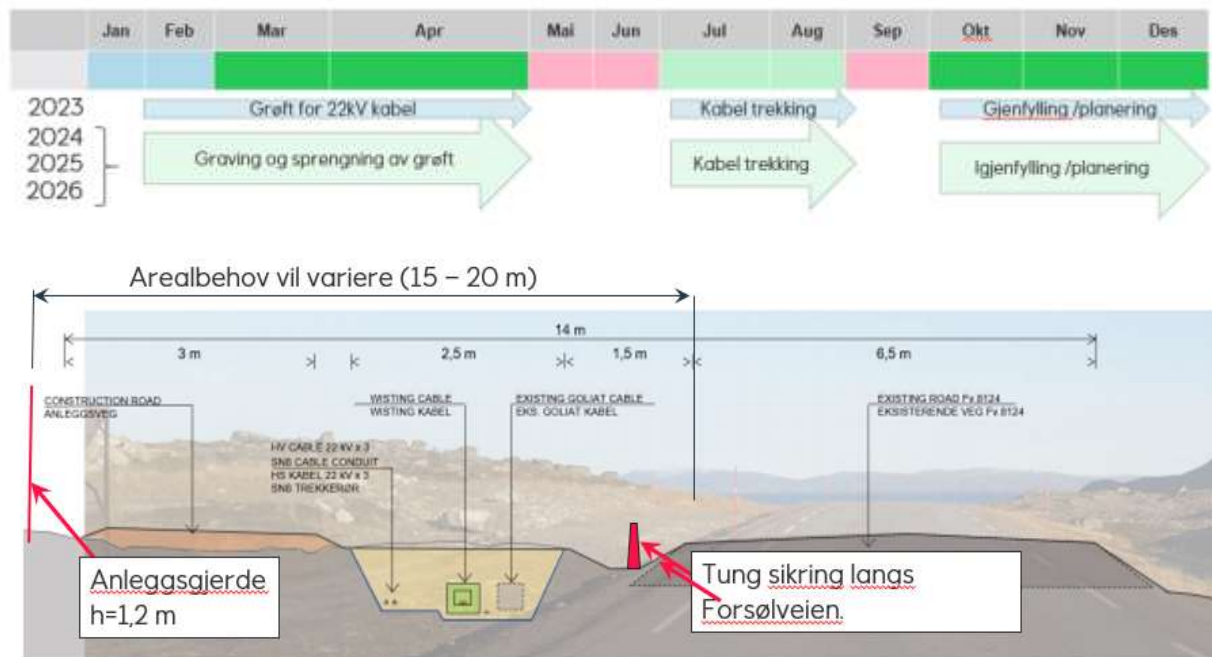 Jan Feb Mar Apr Mai Jun Jul Aug Sep Okt Nov Des
2023 Grøft for 22kV kabel Kabel trekking Gjenfylling /planering
2024
2025 Graving og sprengning av grøft Kabel trekking Igjenfylling /planering
2026
Arealbehov vil variere (15 – 20 m)
14 m
3 m 2,5 m 1,5 m 6,5 m
CONSTRUCTION ROAD
ANLEGGSVEG
WISTING CABLE
WISTING KABEL
EXISTING GOLIAT CABLE
EKS. GOLIAT KABEL
EXISTING ROAD Fv.8124
EKSISTERENDE VEG Fv.8124
HV CABLE 22 kV x 3
SN8 CABLE CONDUIT
HS KABEL 22 kV x 3
SN8 TREKKERØR
Anleggsgjerde
h=1,2 m
Tung sikring langs
Forsølveien.